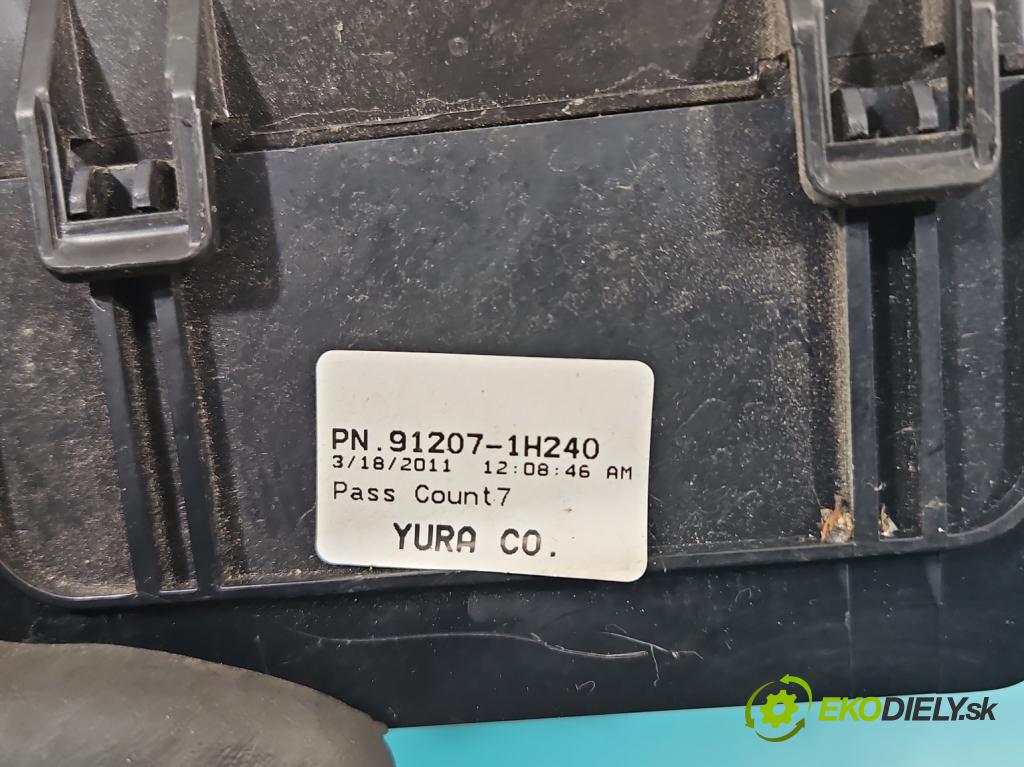 PN.91207-1H240
3/18/2011 12:08:46 AM
Pass Count7
YURA CO.
EKODIELY.sk